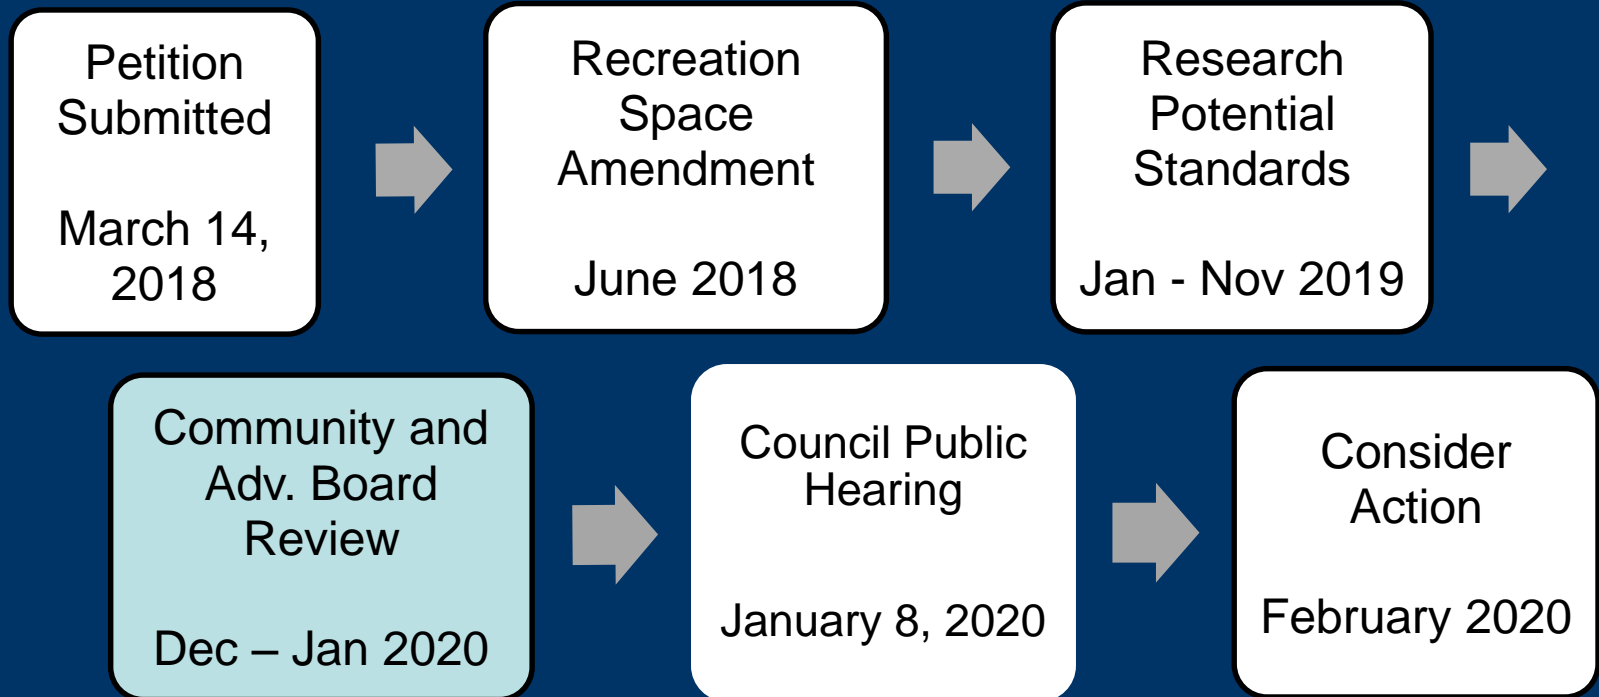 Petition
Submitted
March 14,
2018
Recreation
Space
Amendment
June 2018
Research
Potential
Standards
Jan - Nov 2019
Community and
Adv. Board
Review
Dec – Jan 2020
Council Public
Hearing
January 8, 2020
Consider
Action
February 2020